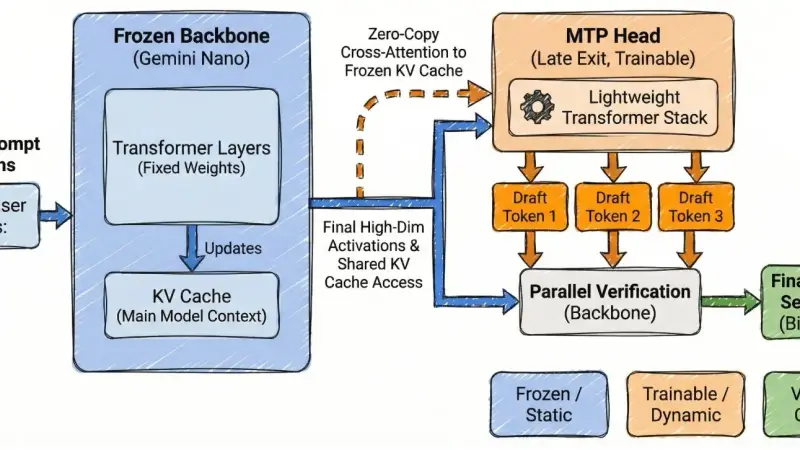 Frozen Backbone
(Gemini Nano)
Transformer Layers
(Fixed Weights)
Updates
KV Cache
(Main Model Context)
Zero-Copy
Cross-Attention to
Frozen KV Cache
Final High-Dim
Activations &
Shared KV
Cache Access
MTP Head
(Late Exit, Trainable)
Lightweight
Transformer Stack
Draft
Token 1
Draft
Token 2
Draft
Token 3
Parallel Verification
(Backbone)
Frozen /
Static
Trainable /
Dynamic